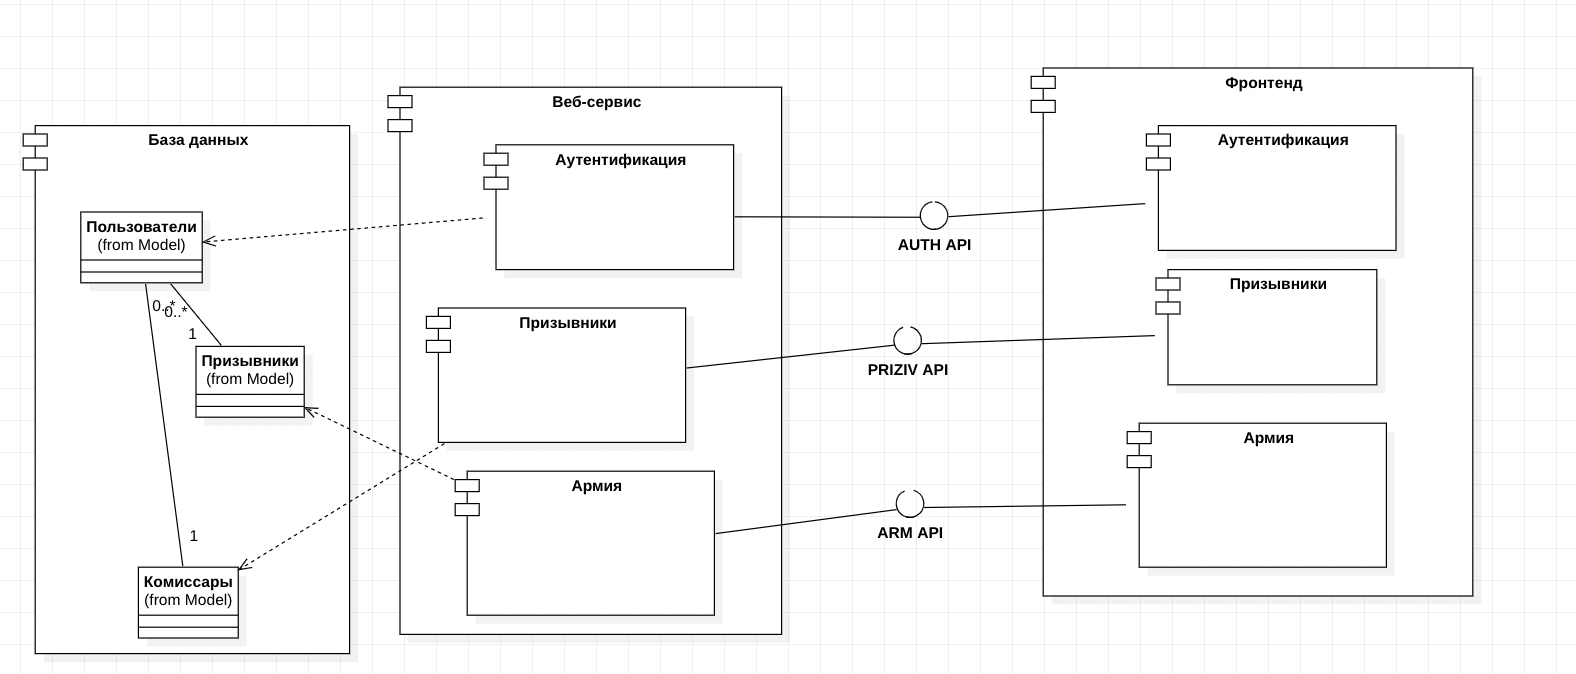 База данных
Пользователи
(from Model)
0..*
0..*
1
Призывники
(from Model)
1
Комиссары
(from Model)
Веб-сервис
Аутентификация
Призывники
Армия
AUTH API
PRIZIV API
ARM API
Фронтенд
Аутентификация
Призывники
Армия